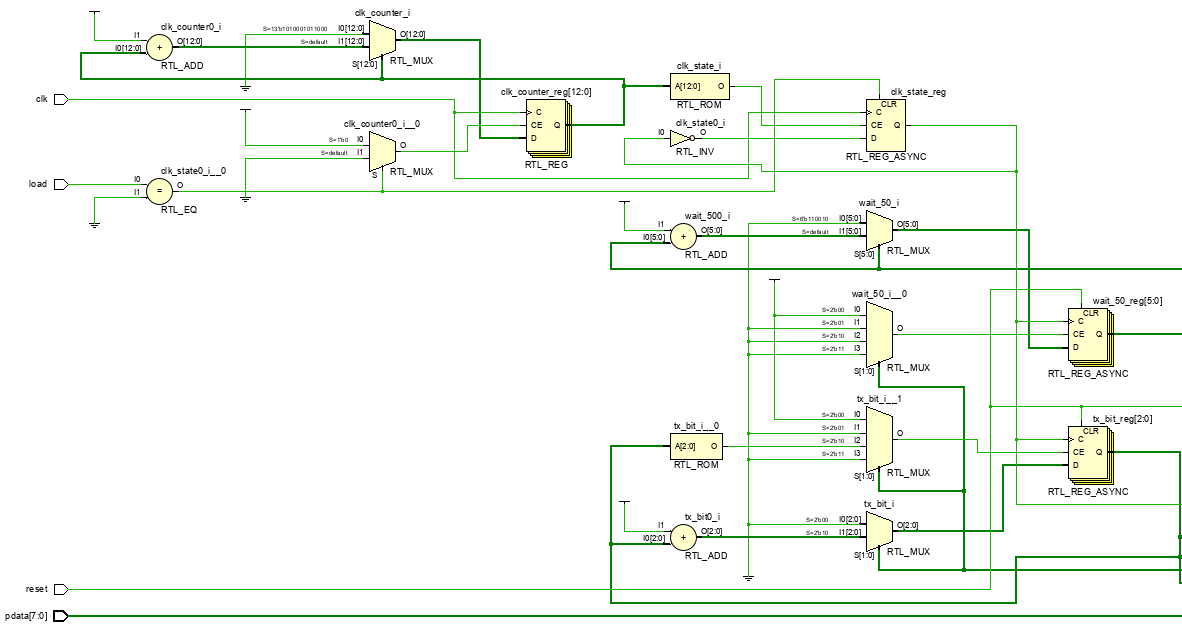 clk_counter_i
clk_counter0_i
S=13'b1010001011000 I0[12:0]
I1 O[12:0] S=default I1[12:0] O[12:0]
I0[12:0] +
RTL_ADD S[12:0] RTL_MUX
clk_state_i
A[12:0] O
RTL_ROM
clk
clk_counter_reg[12:0]
C
CE Q
D
RTL_REG
clk_state_reg
CLR
C
CE Q
D
RTL_REG_ASYNC
clk_state0_i
I0 O
RTL_INV
clk_counter0_i__0
S=1'b0 I0
S=default I1 O
S RTL_MUX
load
clk_state0_i__0
I0 O
I1 =
RTL_EQ
wait_500_i
I1 O[5:0]
I0[5:0] +
RTL_ADD
wait_50_i
S=6'b110010 I0[5:0]
S=default I1[5:0] O[5:0]
S[5:0] RTL_MUX
wait_50_i__0
S=2'b00 I0
S=2'b01 I1
S=2'b10 I2
S=2'b11 I3
O
S[1:0] RTL_MUX
wait_50_reg[5:0]
CLR
C
CE Q
D
RTL_REG_ASYNC
tx_bit_i__1
S=2'b00 I0
S=2'b01 I1
S=2'b10 I2
S=2'b11 I3
O
S[1:0] RTL_MUX
tx_bit_i__0
A[2:0] O
RTL_ROM
tx_bit_reg[2:0]
CLR
C
CE Q
D
RTL_REG_ASYNC
tx_bit0_i
I1 O[2:0]
I0[2:0] +
RTL_ADD
tx_bit_i
S=2'b00 I0[2:0]
S=2'b10 I1[2:0] O[2:0]
S[1:0] RTL_MUX
reset
pdata[7:0]